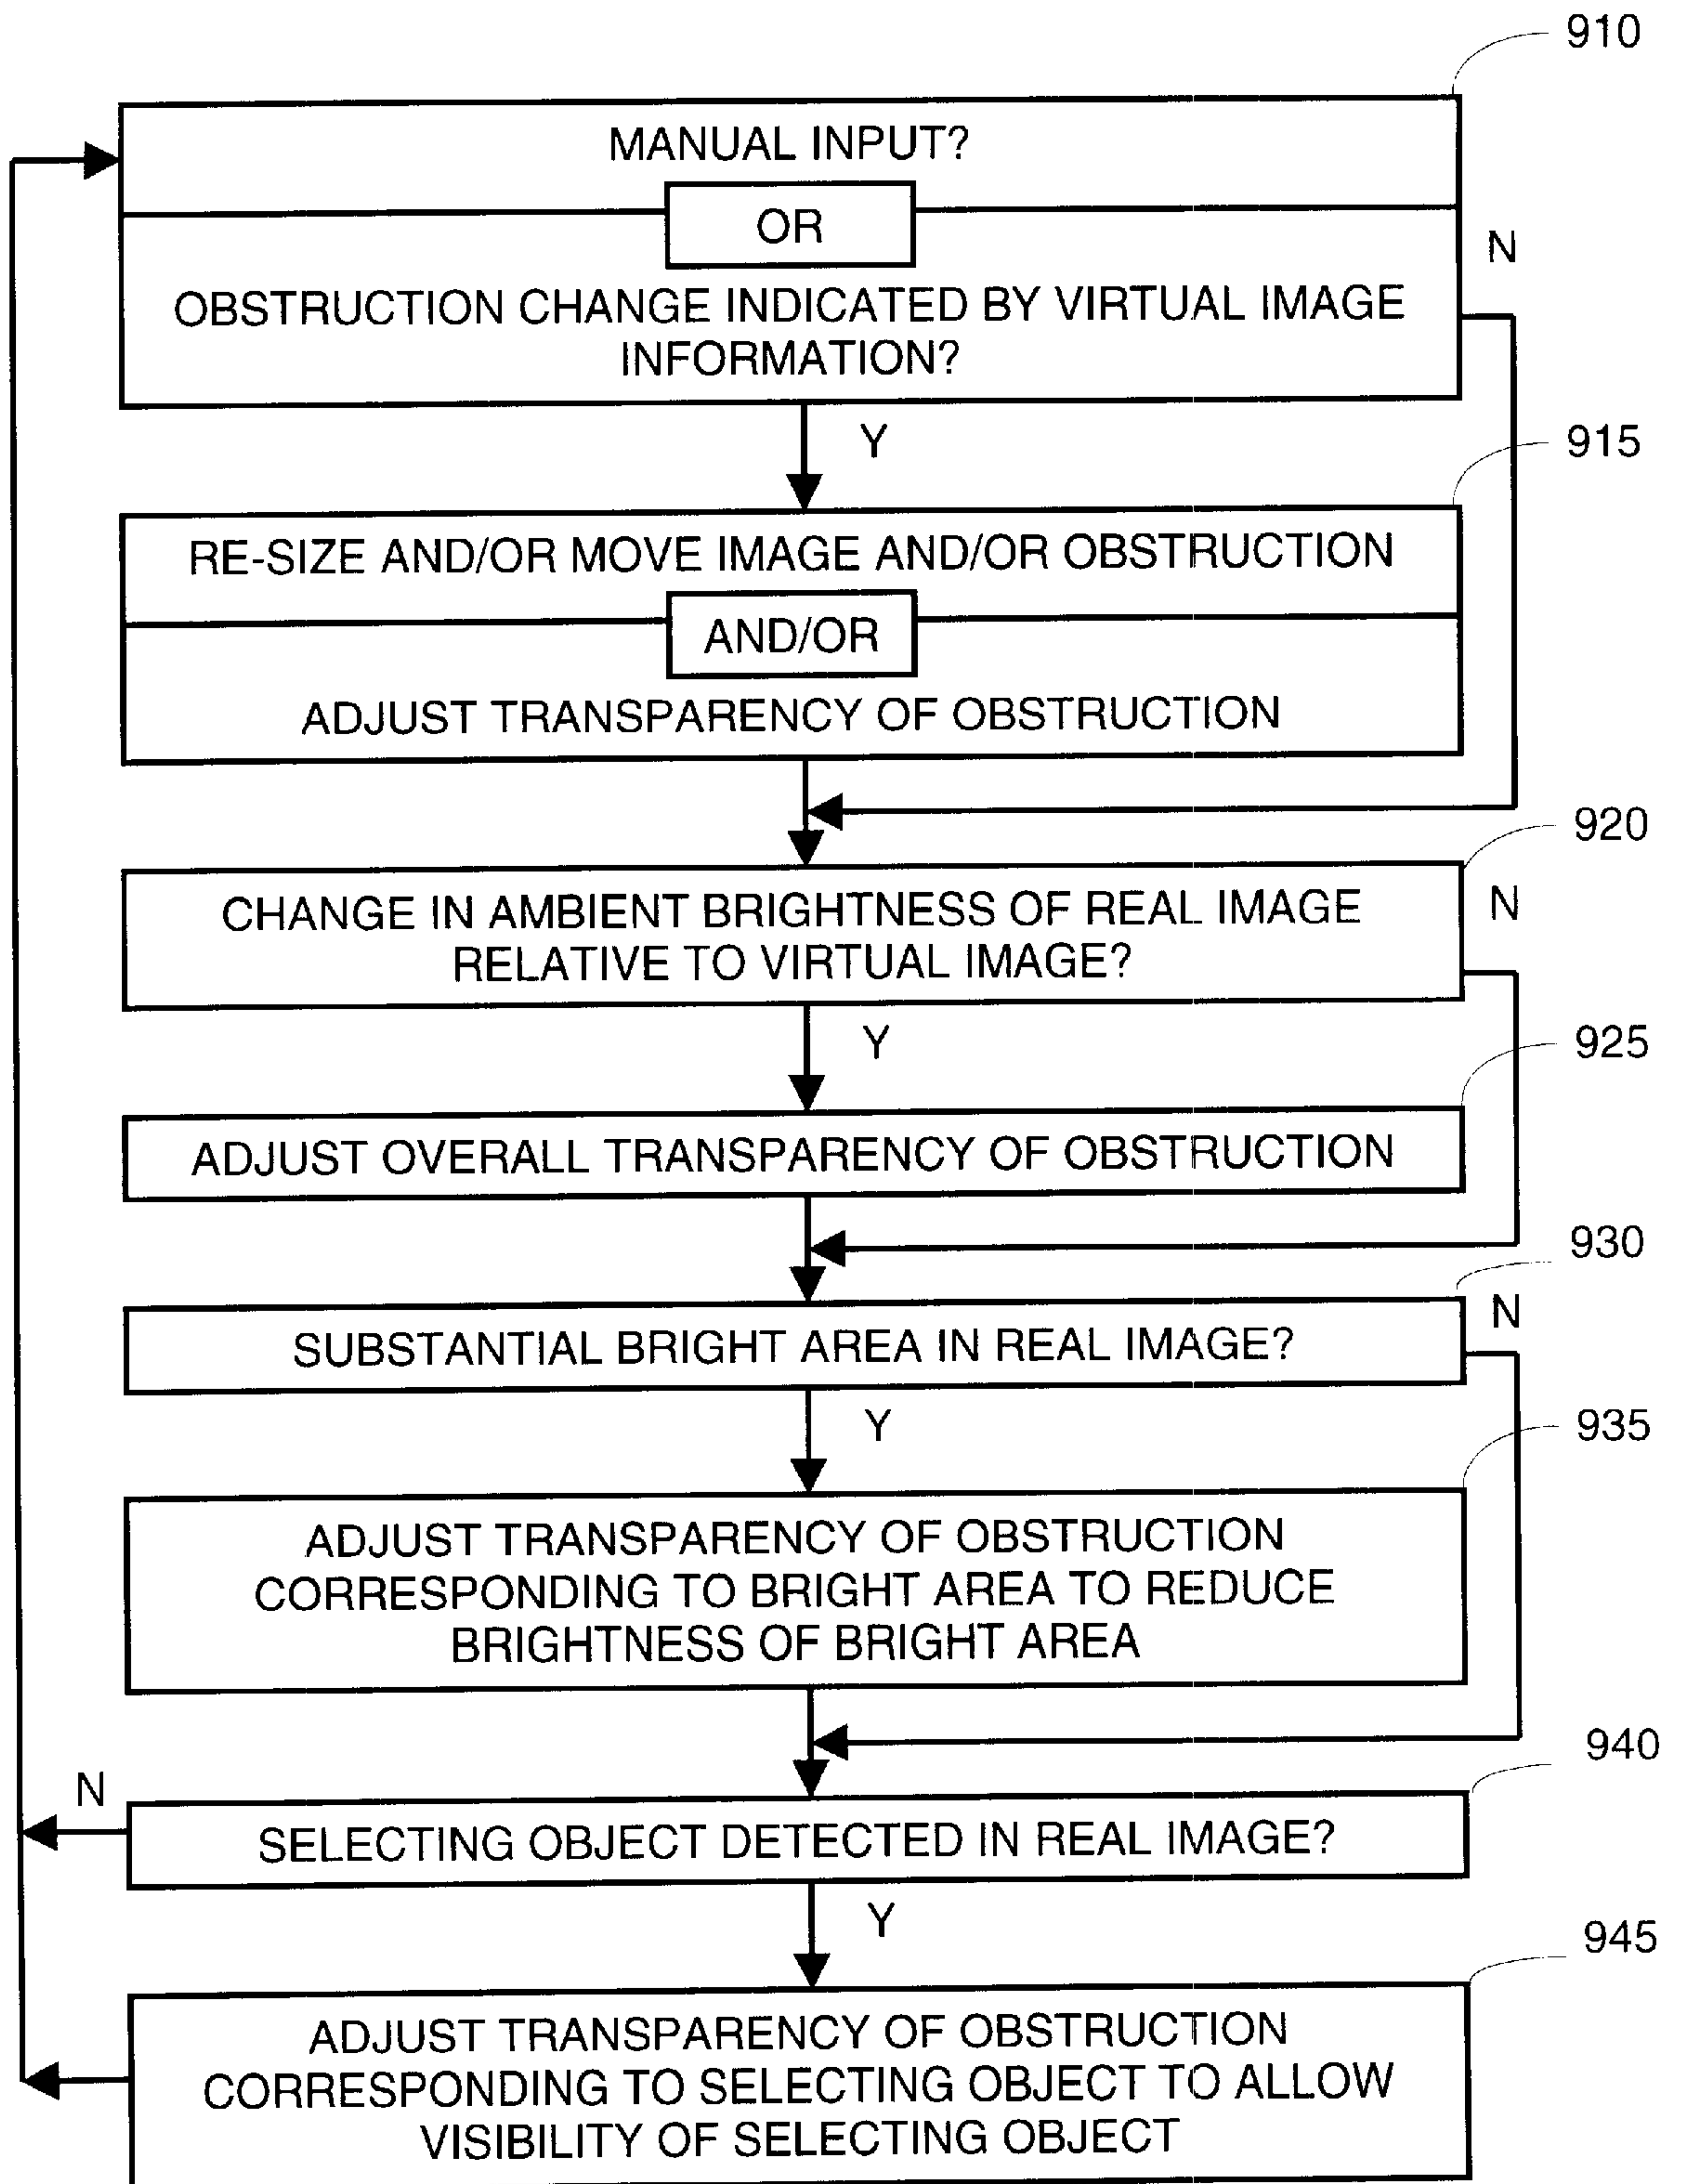 910
MANUAL INPUT?
OR
N
OBSTRUCTION CHANGE INDICATED BY VIRTUAL IMAGE
INFORMATION?
Y
915
RE-SIZE AND/OR MOVE IMAGE AND/OR OBSTRUCTION
AND/OR
ADJUST TRANSPARENCY OF OBSTRUCTION
920
N
CHANGE IN AMBIENT BRIGHTNESS OF REAL IMAGE
RELATIVE TO VIRTUAL IMAGE?
Y
925
ADJUST OVERALL TRANSPARENCY OF OBSTRUCTION
930
N
SUBSTANTIAL BRIGHT AREA IN REAL IMAGE?
Y
935
ADJUST TRANSPARENCY OF OBSTRUCTION
CORRESPONDING TO BRIGHT AREA TO REDUCE
BRIGHTNESS OF BRIGHT AREA
940
N
SELECTING OBJECT DETECTED IN REAL IMAGE?
Y
945
ADJUST TRANSPARENCY OF OBSTRUCTION
CORRESPONDING TO SELECTING OBJECT TO ALLOW
VISIBILITY OF SELECTING OBJECT